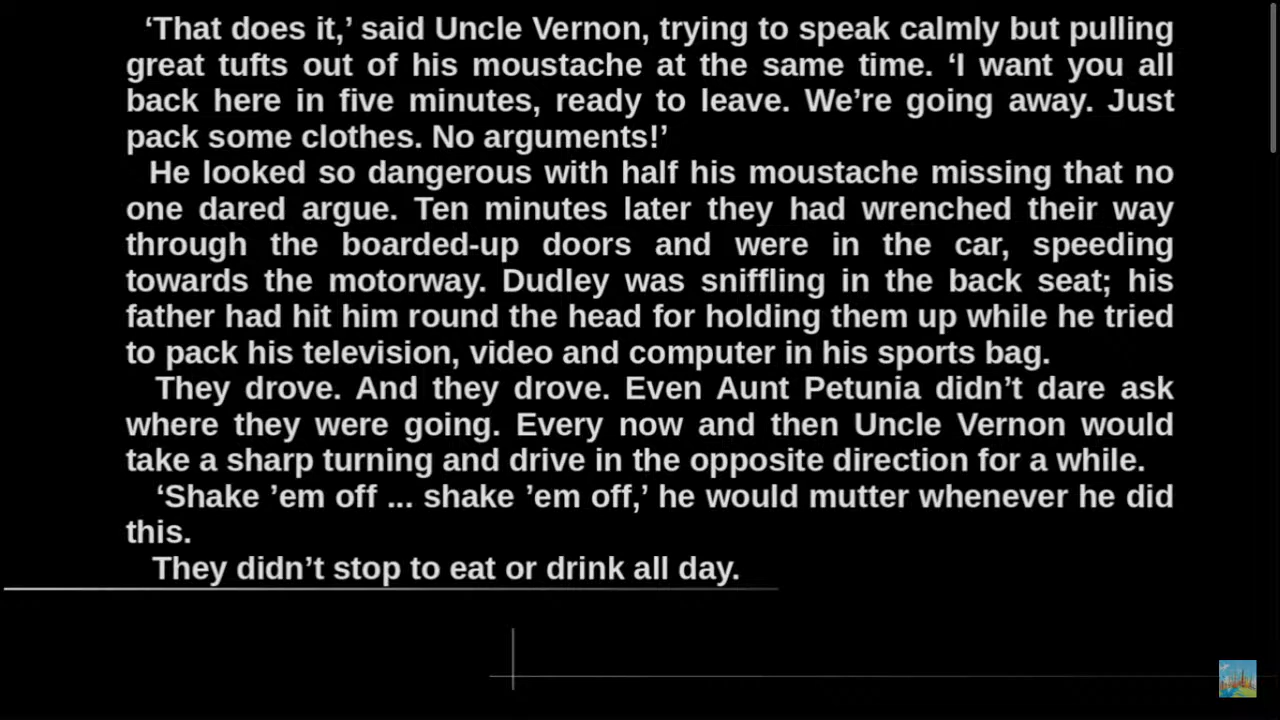 ‘That does it,’ said Uncle Vernon, trying to speak calmly but pulling
great tufts out of his moustache at the same time. ‘I want you all
back here in five minutes, ready to leave. We’re going away. Just
pack some clothes. No arguments!’
He looked so dangerous with half his moustache missing that no
one dared argue. Ten minutes later they had wrenched their way
through the boarded-up doors and were in the car, speeding
towards the motorway. Dudley was sniffling in the back seat; his
father had hit him round the head for holding them up while he tried
to pack his television, video and computer in his sports bag.
They drove. And they drove. Even Aunt Petunia didn’t dare ask
where they were going. Every now and then Uncle Vernon would
take a sharp turning and drive in the opposite direction for a while.
‘Shake ’em off ... shake ’em off,’ he would mutter whenever he did
this.
They didn’t stop to eat or drink all day.